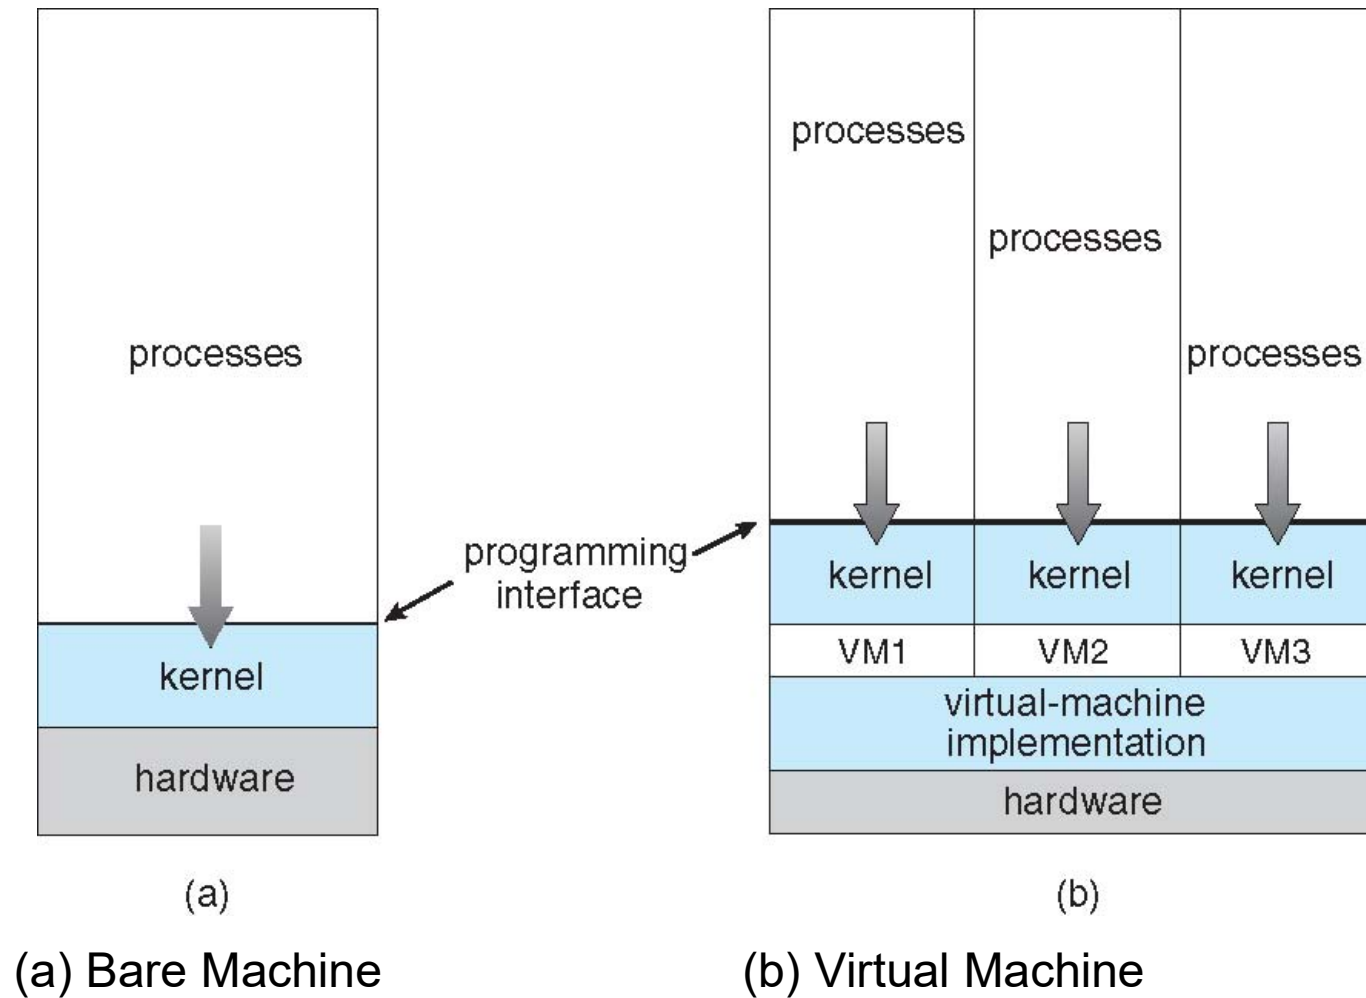 processes
kernel
hardware
(a)
programming
interface
processes
processes
processes
kernel
kernel
kernel
VM1
VM2
VM3
virtual-machine
implementation
hardware
(b)
(a) Bare Machine
(b) Virtual Machine